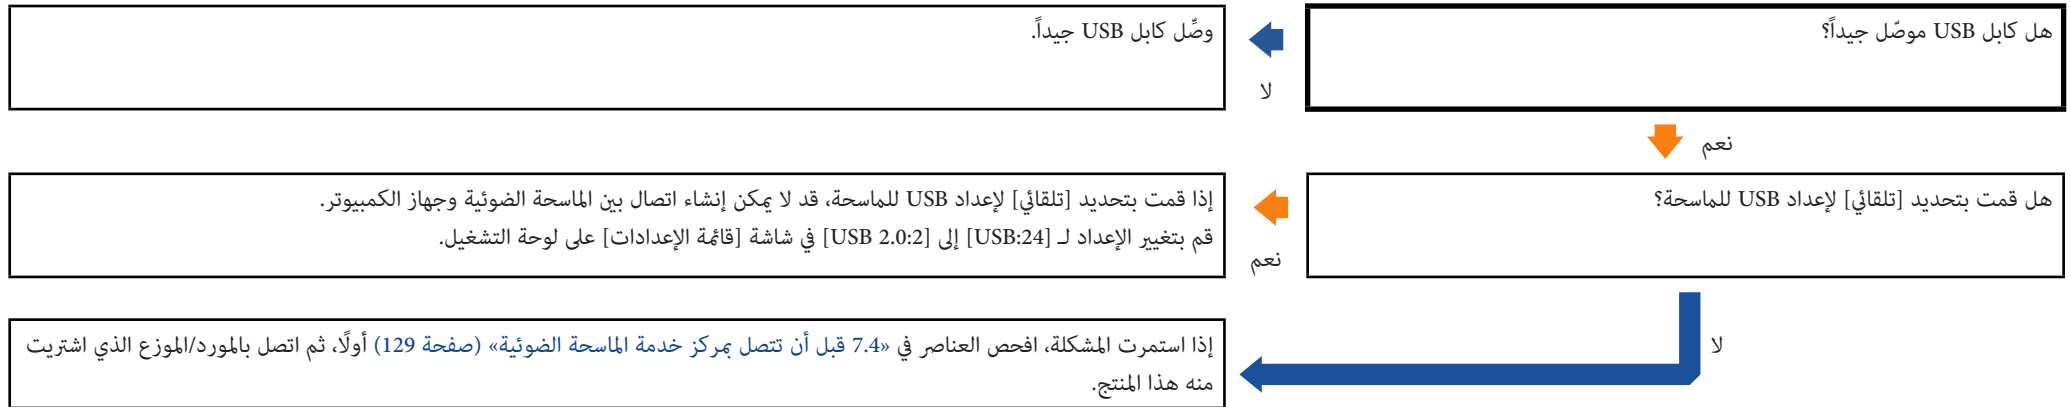 هل كابل USB موصّل جيداً؟
لا
وصِّل كابل USB جيداً.
نعم
هل قمت بتحديد [تلقائي] لإعداد USB للماسحة؟
نعم
إذا قمت بتحديد [تلقائي] لإعداد USB للماسحة، قد لا يمكن إنشاء اتصال بين الماسحة الضوئية وجهاز الكمبيوتر.
قم بتغيير الإعداد لـ [USB:24] إلى [USB 2.0:2] في شاشة [قائمة الإعدادات] على لوحة التشغيل.
لا
إذا استمرت المشكلة، افحص العناصر في «7.4 قبل أن تتصل بمركز خدمة الماسحة الضوئية» (صفحة 129) أولًا، ثم اتصل بالمورد/الموزع الذي اشتريت
منه هذا المنتج.